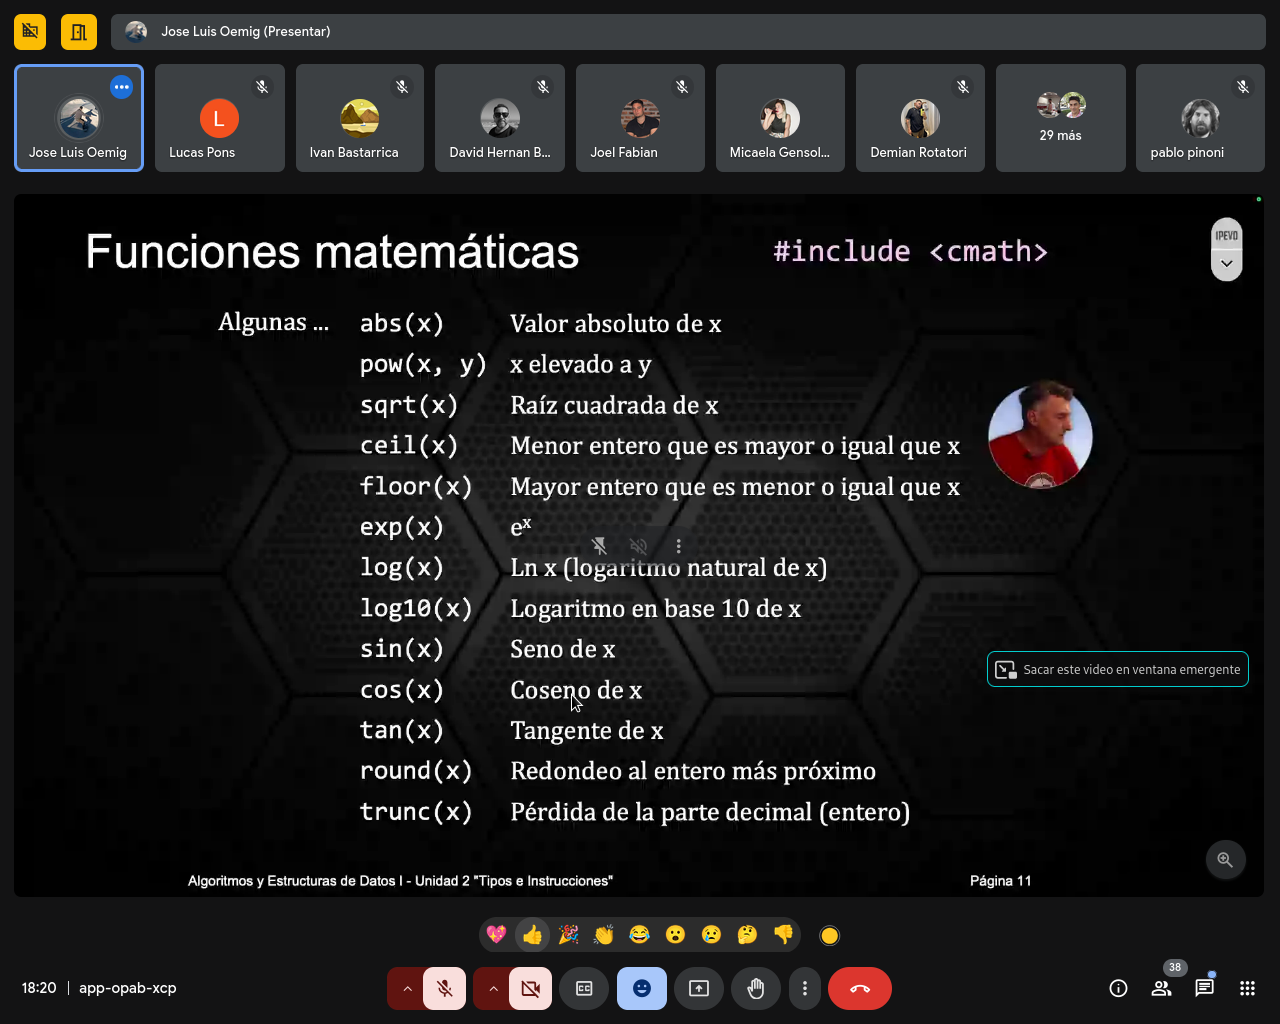 Jose Luis Oemig (Presentar)
Jose Luis Oemig
L
Lucas Pons
Ivan Bastarrica
David Hernan B...
Joel Fabian
Micaela Gensol...
Demian Rotatori
29 más
pablo pinoni
Funciones matemáticas
#include <cmath>
IPEVO
Algunas ...
abs(x) Valor absoluto de x
pow(x, y) x elevado a y
sqrt(x) Raíz cuadrada de x
ceil(x) Menor entero que es mayor o igual que x
floor(x) Mayor entero que es menor o igual que x
exp(x) eˣ
log(x) Ln x (logaritmo natural de x)
log10(x) Logaritmo en base 10 de x
sin(x) Seno de x
cos(x) Coseno de x
tan(x) Tangente de x
round(x) Redondeo al entero más próximo
trunc(x) Pérdida de la parte decimal (entero)
Sacar este video en ventana emergente
Algoritmos y Estructuras de Datos I - Unidad 2 "Tipos e Instrucciones"
Página 11
18:20 | app-opab-xcp
CC
38